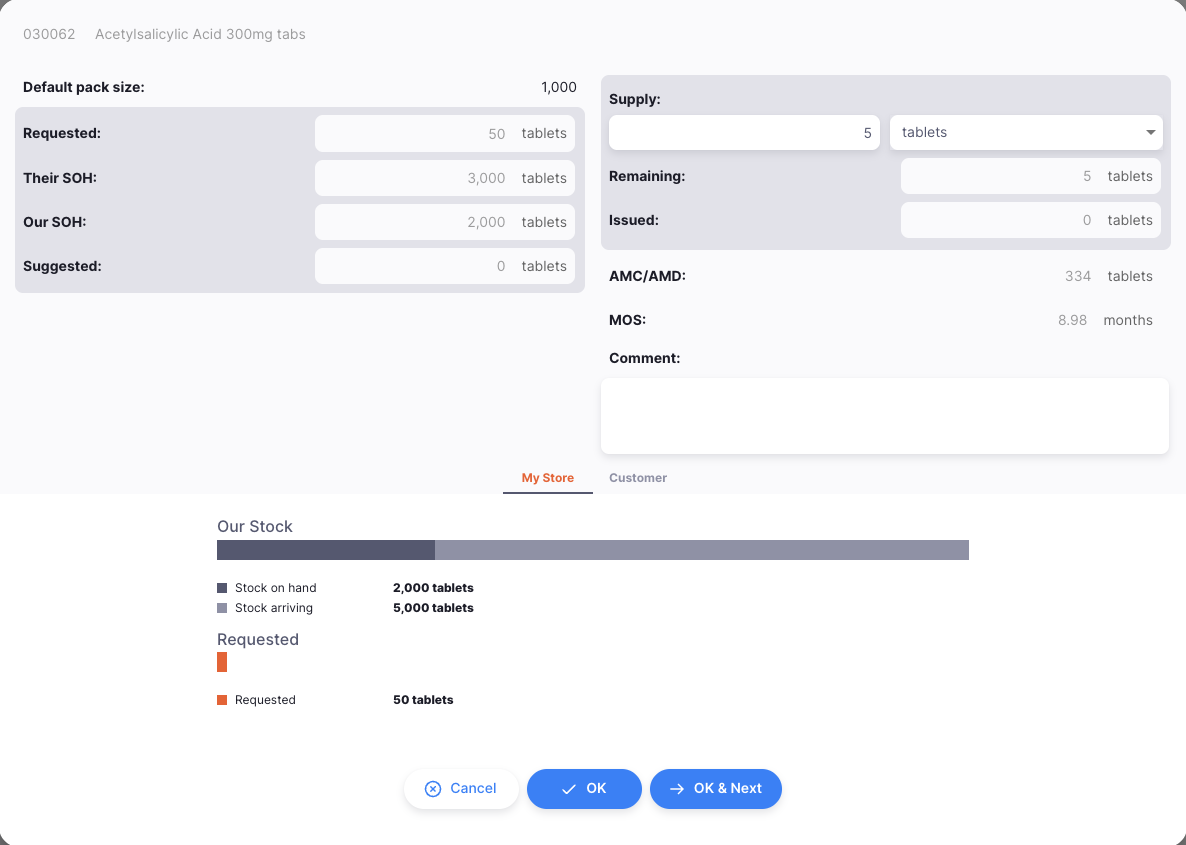 030062 Acetylsalicylic Acid 300mg tabs
Default pack size: 1,000
Requested: 50 tablets
Their SOH: 3,000 tablets
Our SOH: 2,000 tablets
Suggested: 0 tablets
Supply:
5 tablets
Remaining: 5 tablets
Issued: 0 tablets
AMC/AMD: 334 tablets
MOS: 8.98 months
Comment:
My Store Customer
Our Stock
Stock on hand 2,000 tablets
Stock arriving 5,000 tablets
Requested
Requested 50 tablets
Cancel OK OK & Next